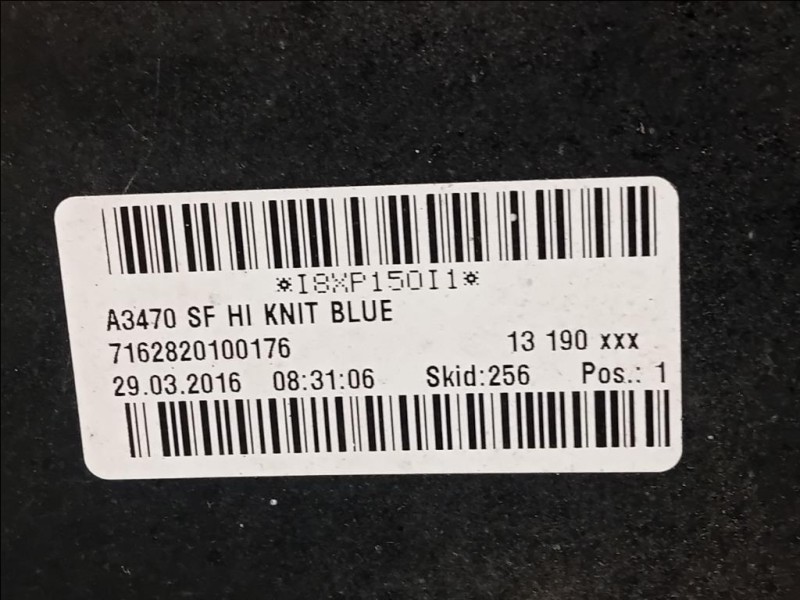 *I8XP150I1*
A3470 SF HI KNIT BLUE
7162820100176 13 190 xxx
29.03.2016 08:31:06 Skid:256 Pos.: 1